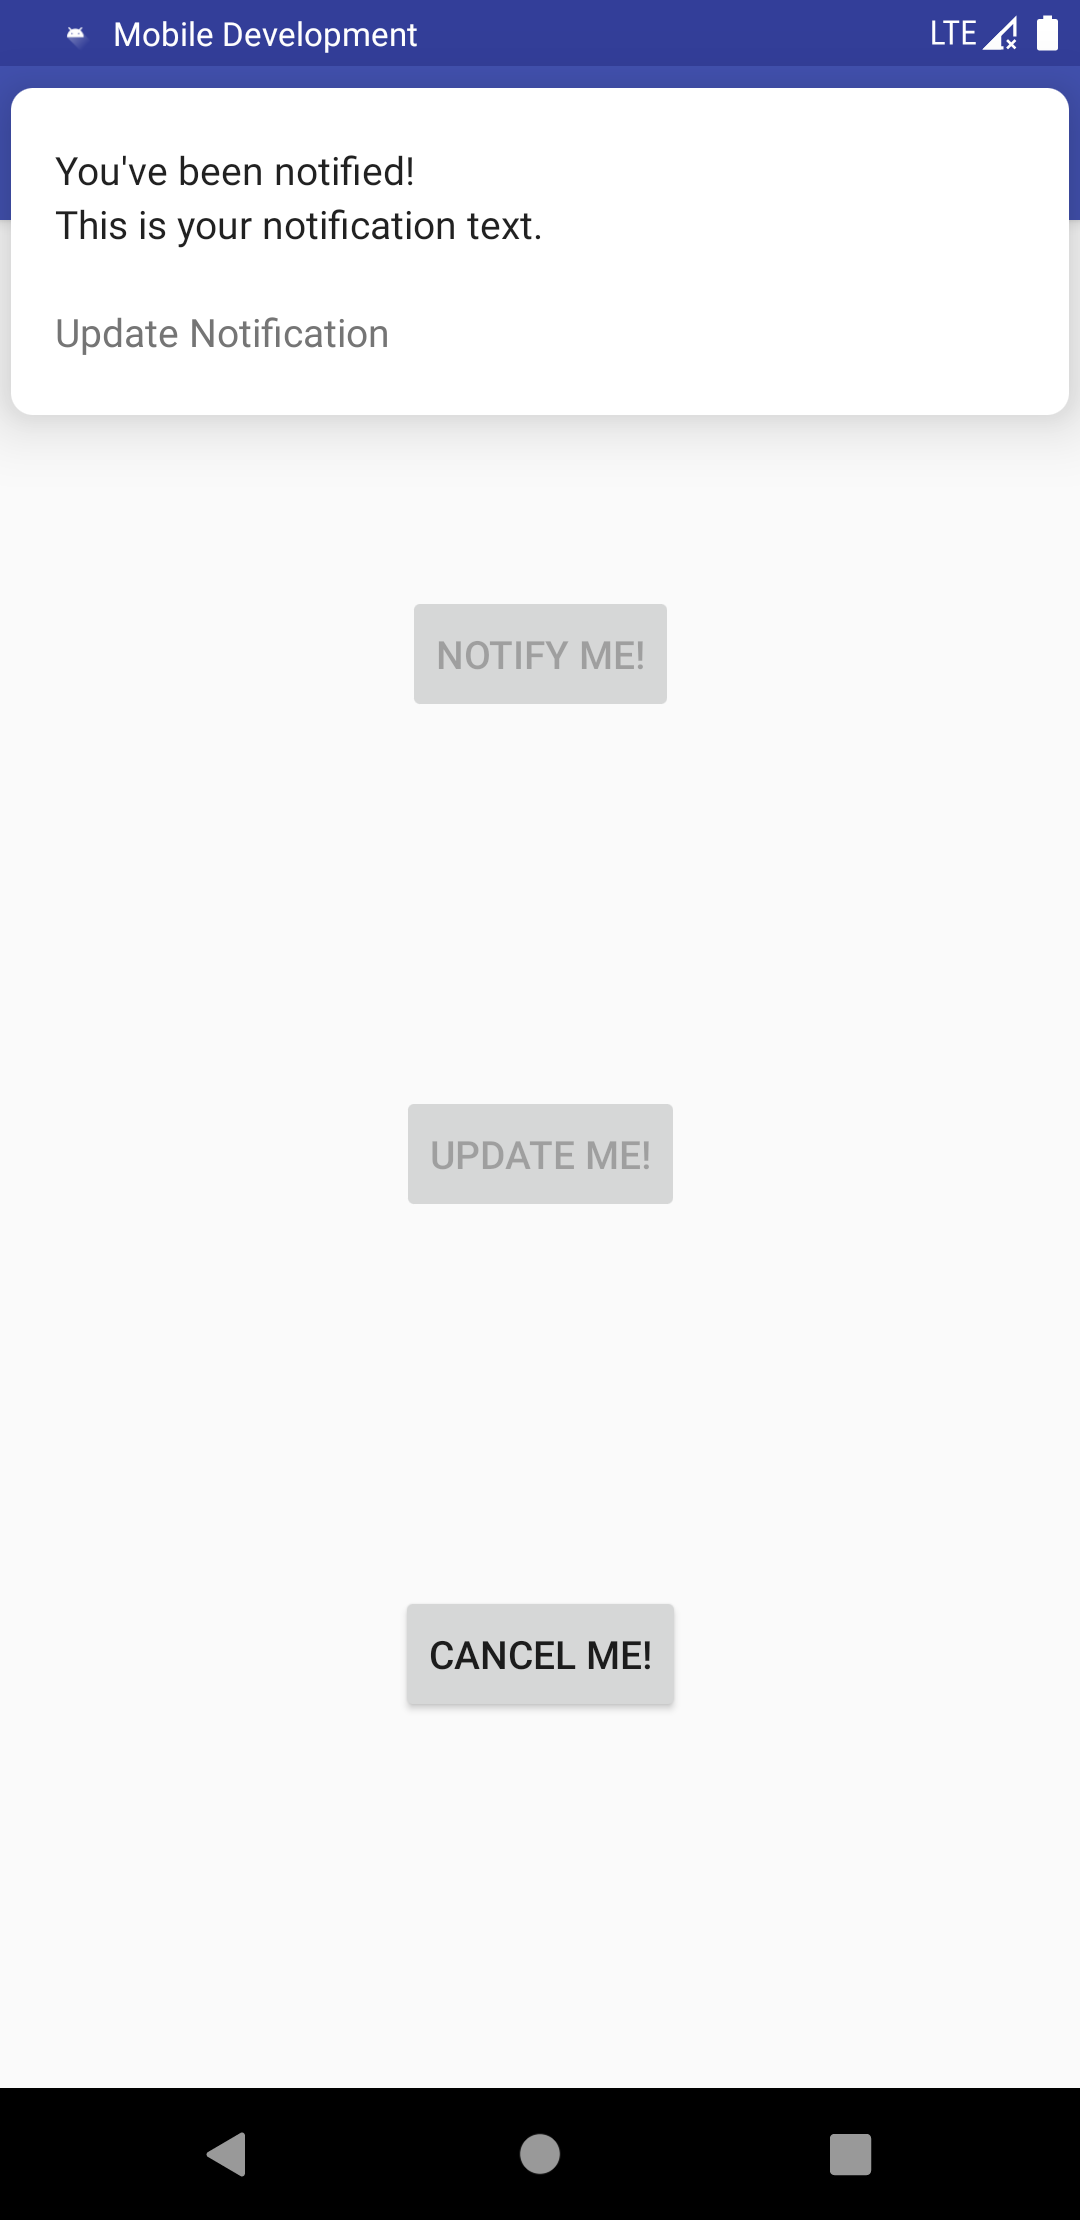 Mobile Development
LTE
You've been notified!
This is your notification text.
Update Notification
NOTIFY ME!
UPDATE ME!
CANCEL ME!